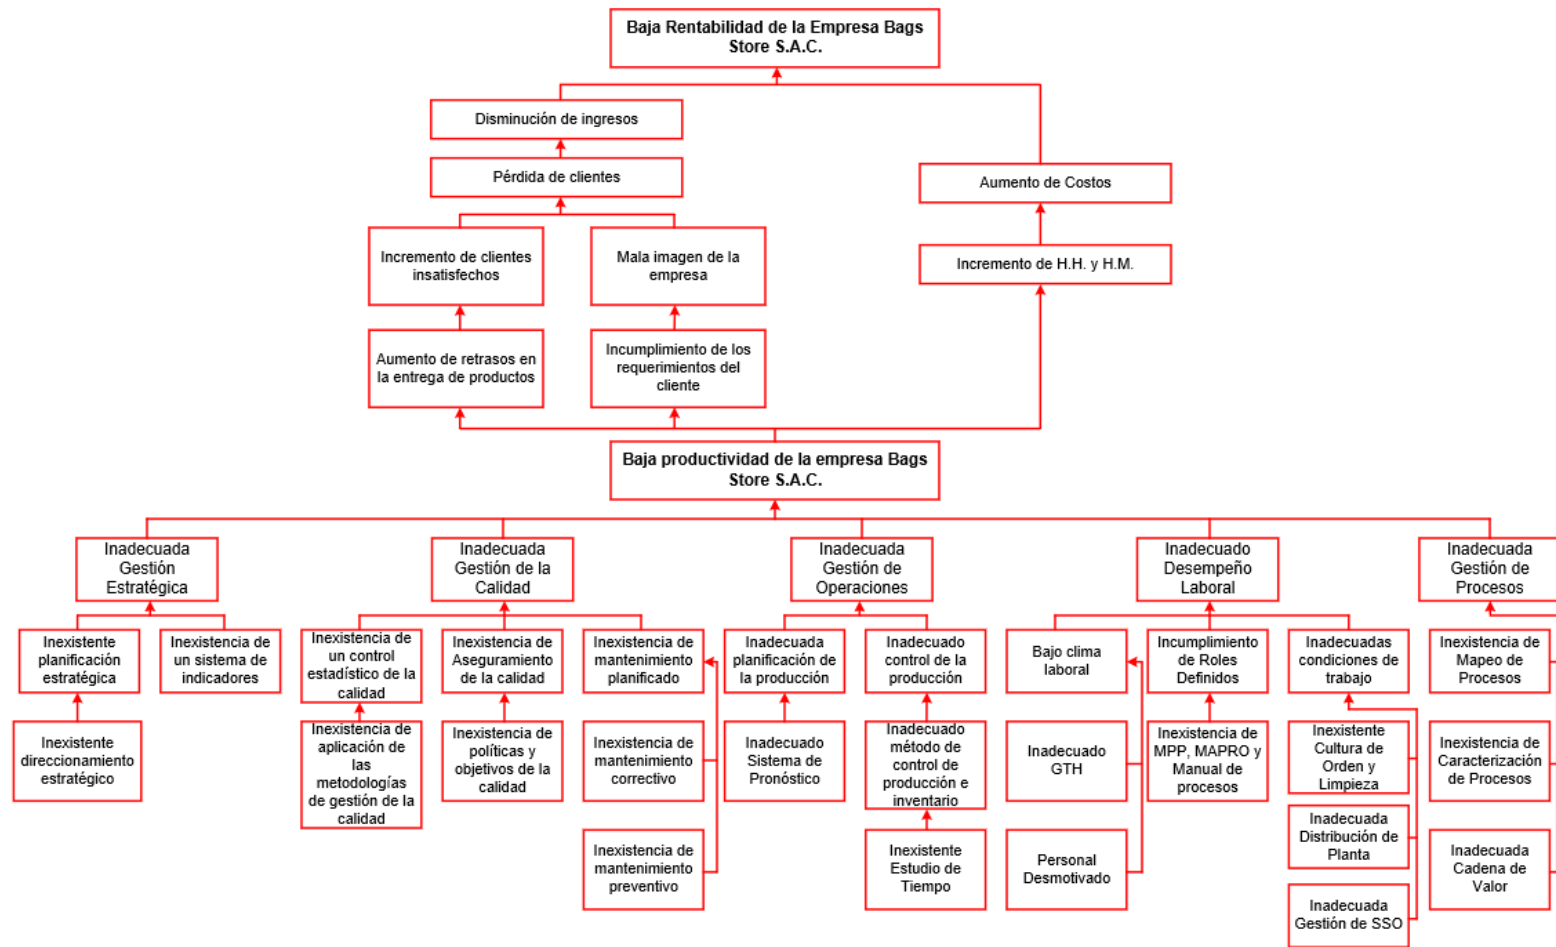 Baja Rentabilidad de la Empresa Bags
Store S.A.C.
Disminución de ingresos
Pérdida de clientes
Aumento de Costos
Incremento de clientes
insatisfechos
Mala imagen de la
empresa
Incremento de H.H. y H.M.
Aumento de retrasos en
la entrega de productos
Incumplimiento de los
requerimientos del
cliente
Baja productividad de la empresa Bags
Store S.A.C.
Inadecuada
Gestión
Estratégica
Inadecuada
Gestión de la
Calidad
Inadecuada
Gestión de
Operaciones
Inadecuado
Desempeño
Laboral
Inadecuada
Gestión de
Procesos
Inexistente
planificación
estratégica
Inexistencia de
un sistema de
indicadores
Inexistencia de
un control
estadístico de la
calidad
Inexistencia de
Aseguramiento
de la calidad
Inexistencia de
mantenimiento
planificado
Inadecuada
planificación de
la producción
Inadecuado
control de la
producción
Bajo clima
laboral
Incumplimiento
de Roles
Definidos
Inadecuadas
condiciones de
trabajo
Inexistencia de
Mapeo de
Procesos
Inexistente
direccionamiento
estratégico
Inexistencia de
aplicación de
las
metodologías
de gestión de la
calidad
Inexistencia de
políticas y
objetivos de la
calidad
Inexistencia de
mantenimiento
correctivo
Inadecuado
Sistema de
Pronóstico
Inadecuado
método de
control de
producción e
inventario
Inadecuado
GTH
Inexistencia de
MPP, MAPRO y
Manual de
procesos
Inexistente
Cultura de
Orden y
Limpieza
Inexistencia de
Caracterización
de Procesos
Inexistencia de
mantenimiento
preventivo
Inexistente
Estudio de
Tiempo
Personal
Desmotivado
Inadecuada
Distribución de
Planta
Inadecuada
Cadena de
Valor
Inadecuada
Gestión de SSO